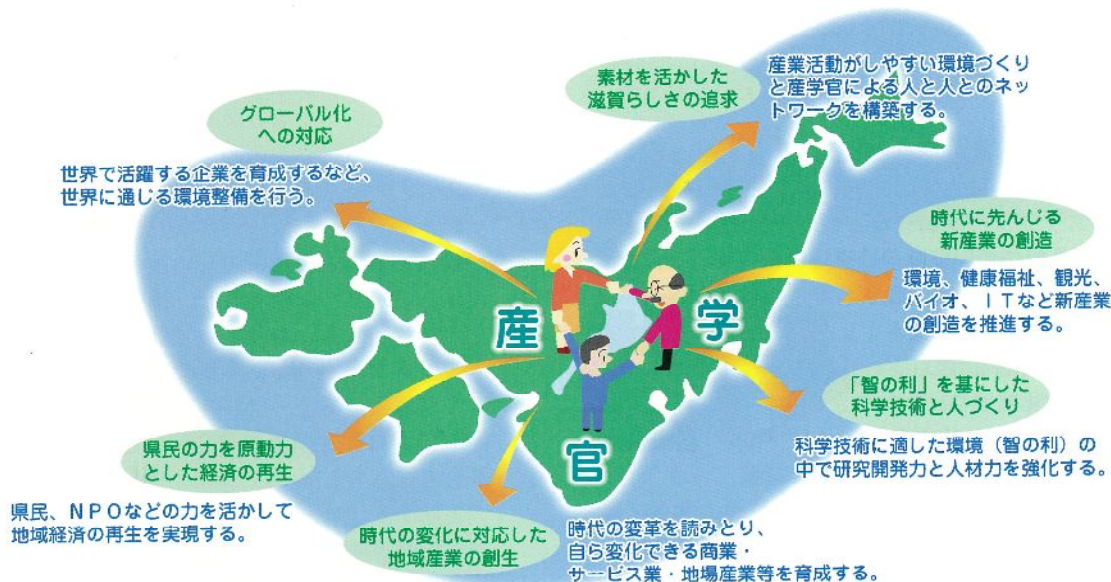 グローバル化
への対応
世界で活躍する企業を育成するなど、
世界に通じる環境整備を行う。
素材を活かした
滋賀らしさの追求
産業活動がしやすい環境づくり
と産学官による人と人とのネッ
トワークを構築する。
時代に先んじる
新産業の創造
環境、健康福祉、観光、
バイオ、ITなど新産業
の創造を推進する。
産
学
官
「智の利」を基にした
科学技術と人づくり
科学技術に適した環境（智の利）の
中で研究開発力と人材力を強化する。
県民の力を原動力
とした経済の再生
県民、NPOなどの力を活かして
地域経済の再生を実現する。
時代の変化に対応した
地域産業の創生
時代の変革を読みとり、
自ら変化できる商業・
サービス業・地場産業等を育成する。